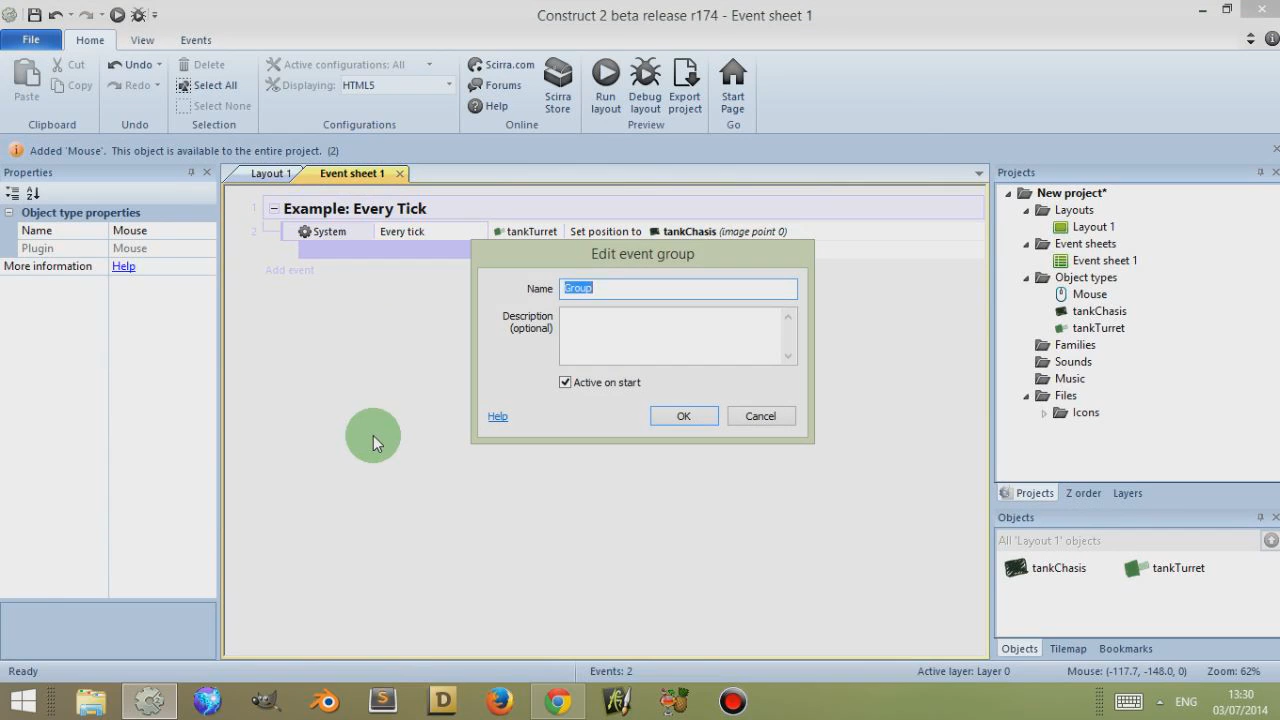 Construct 2 beta release r174 - Event sheet 1
File Home View Events
Paste Cut Copy
Clipboard
Undo Redo
Undo
Delete Select All Select None
Selection
Active configurations: All
Displaying: HTML5
Configurations
Scirra.com Forums Help
Scirra Store
Online
Run layout Debug layout Export project
Preview
Start Page
Go
Added 'Mouse'. This object is available to the entire project. (2)
Properties
Object type properties
Name Mouse
Plugin Mouse
More information Help
Layout 1 Event sheet 1
1 Example: Every Tick
2 System Every tick tankTurret Set position to tankChasis (image point 0)
Add event
Edit event group
Name Group
Description (optional)
Active on start
Help OK Cancel
Projects
New project*
Layouts
Layout 1
Event sheets
Event sheet 1
Object types
Mouse
tankChasis
tankTurret
Families
Sounds
Music
Files
Icons
Projects Z order Layers
Objects
All 'Layout 1' objects
tankChasis tankTurret
Objects Tilemap Bookmarks
Ready Events: 2 Active layer: Layer 0 Mouse: (-117.7, -148.0, 0) Zoom: 62%
ENG
13:30
03/07/2014